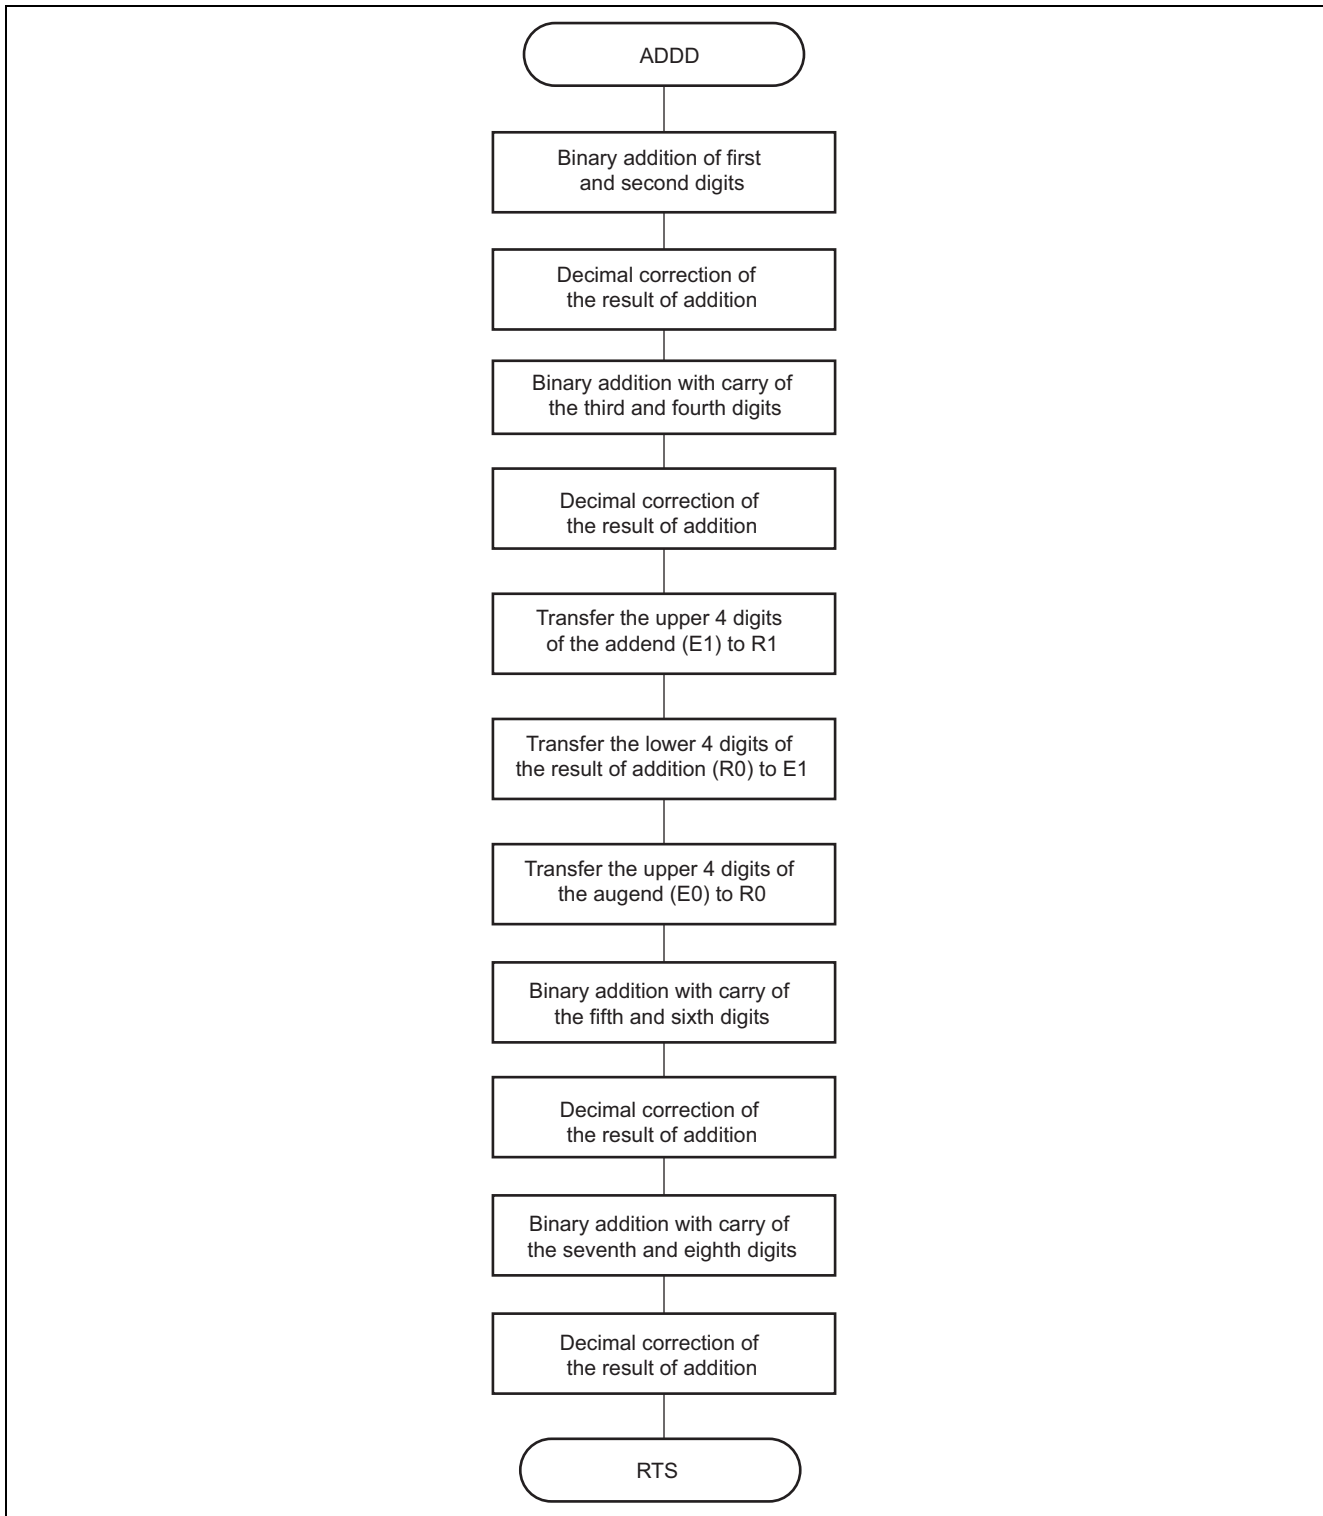 ADDD
Binary addition of first
and second digits
Decimal correction of
the result of addition
Binary addition with carry of
the third and fourth digits
Decimal correction of
the result of addition
Transfer the upper 4 digits
of the addend (E1) to R1
Transfer the lower 4 digits of
the result of addition (R0) to E1
Transfer the upper 4 digits of
the augend (E0) to R0
Binary addition with carry of
the fifth and sixth digits
Decimal correction of
the result of addition
Binary addition with carry of
the seventh and eighth digits
Decimal correction of
the result of addition
RTS